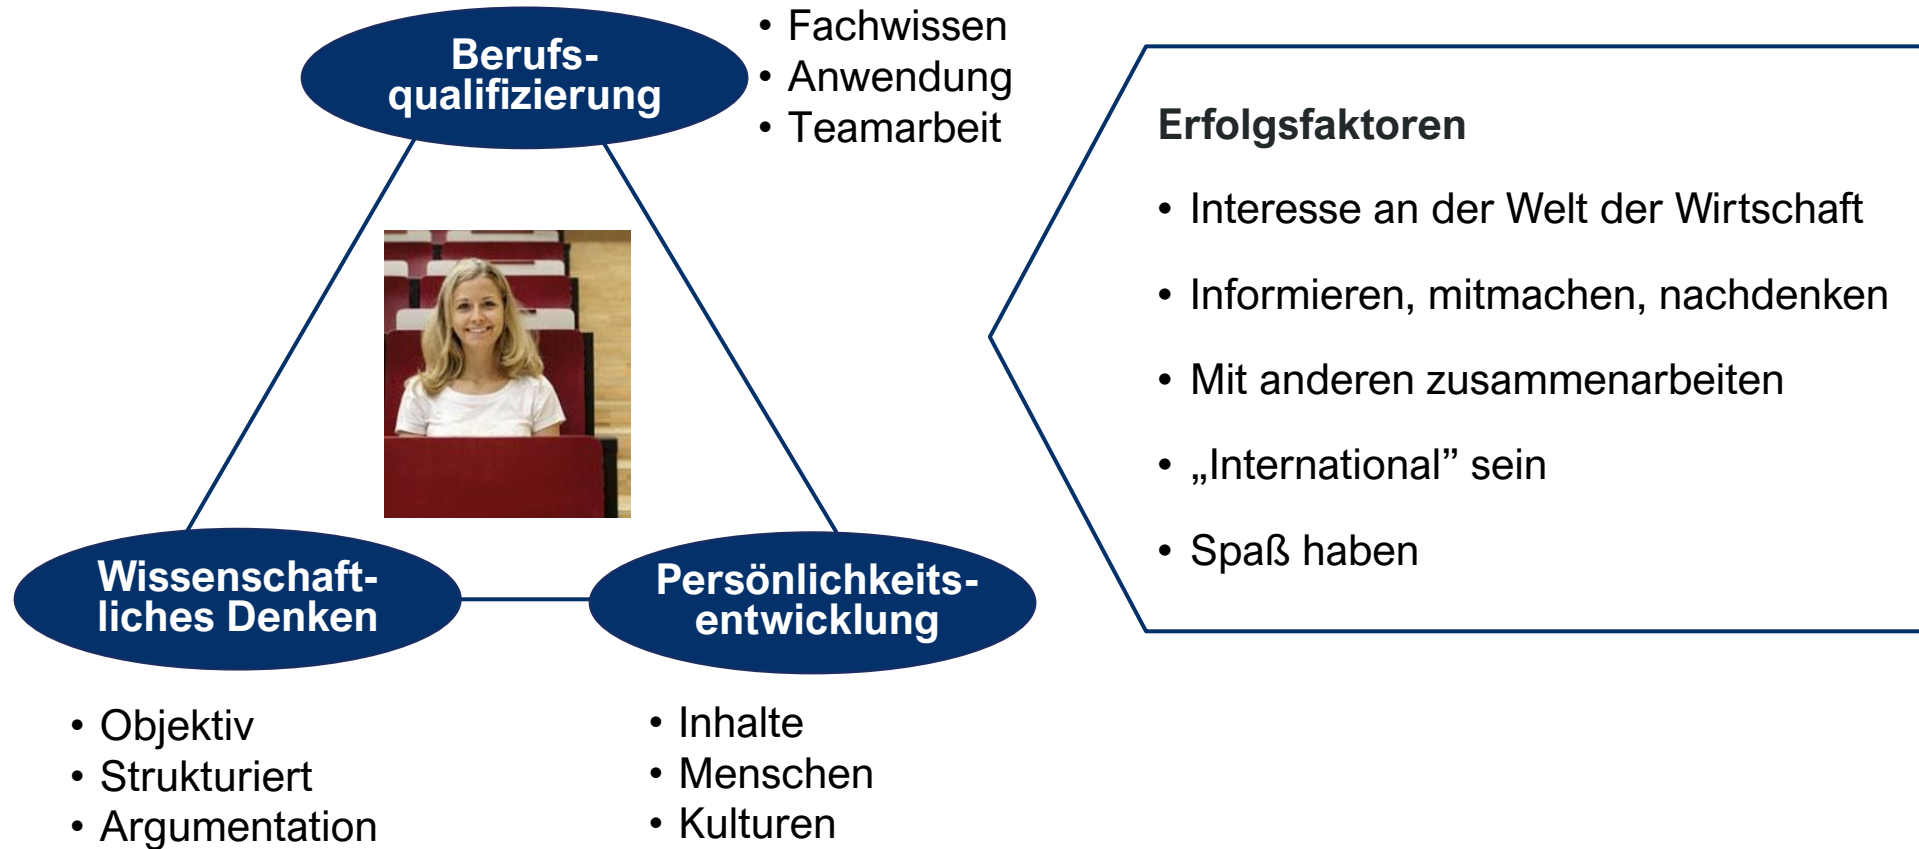 Berufs-
qualifizierung
• Fachwissen
• Anwendung
• Teamarbeit
Wissenschaft-
liches Denken
• Objektiv
• Strukturiert
• Argumentation
Persönlichkeits-
entwicklung
• Inhalte
• Menschen
• Kulturen
Erfolgsfaktoren
• Interesse an der Welt der Wirtschaft
• Informieren, mitmachen, nachdenken
• Mit anderen zusammenarbeiten
• „International” sein
• Spaß haben